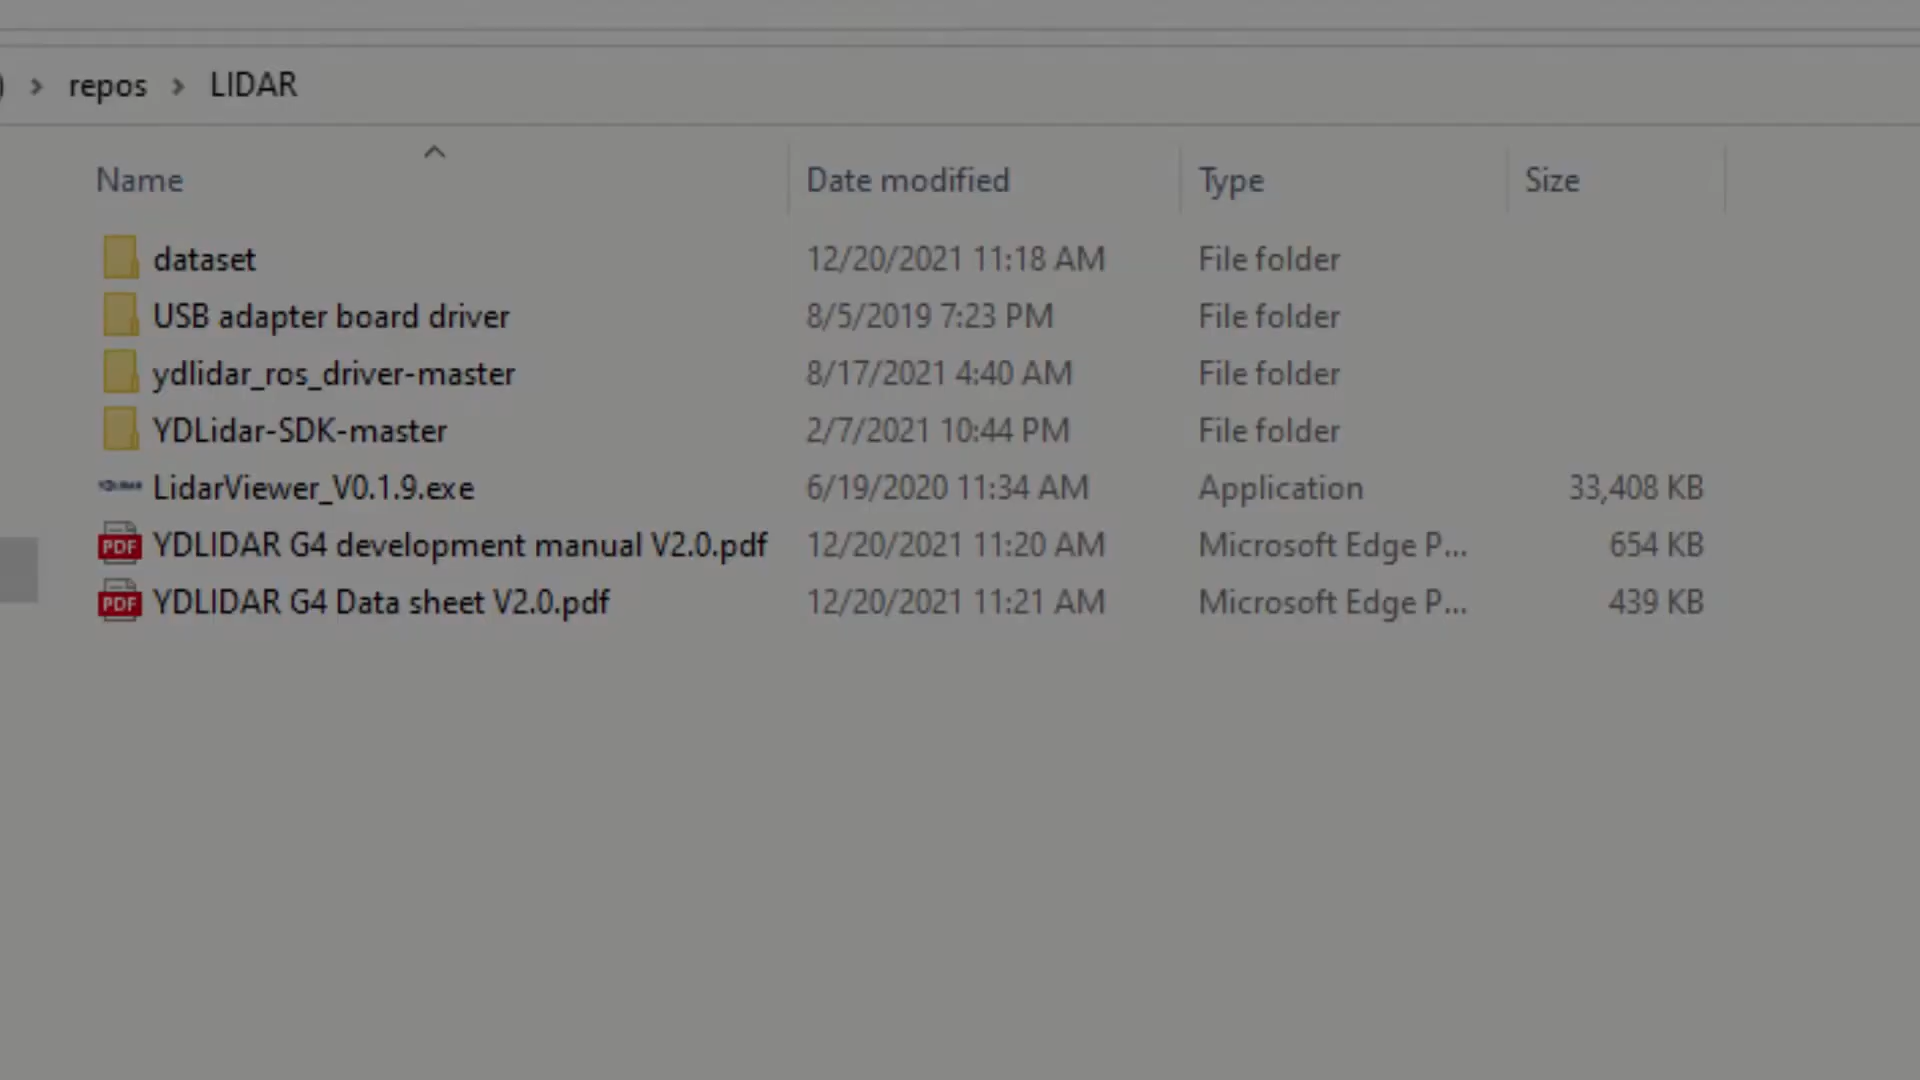 repos > LIDAR
Name Date modified Type Size
dataset 12/20/2021 11:18 AM File folder
USB adapter board driver 8/5/2019 7:23 PM File folder
ydlidar_ros_driver-master 8/17/2021 4:40 AM File folder
YDLidar-SDK-master 2/7/2021 10:44 PM File folder
LidarViewer_V0.1.9.exe 6/19/2020 11:34 AM Application 33,408 KB
PDF YDLIDAR G4 development manual V2.0.pdf 12/20/2021 11:20 AM Microsoft Edge P... 654 KB
PDF YDLIDAR G4 Data sheet V2.0.pdf 12/20/2021 11:21 AM Microsoft Edge P... 439 KB